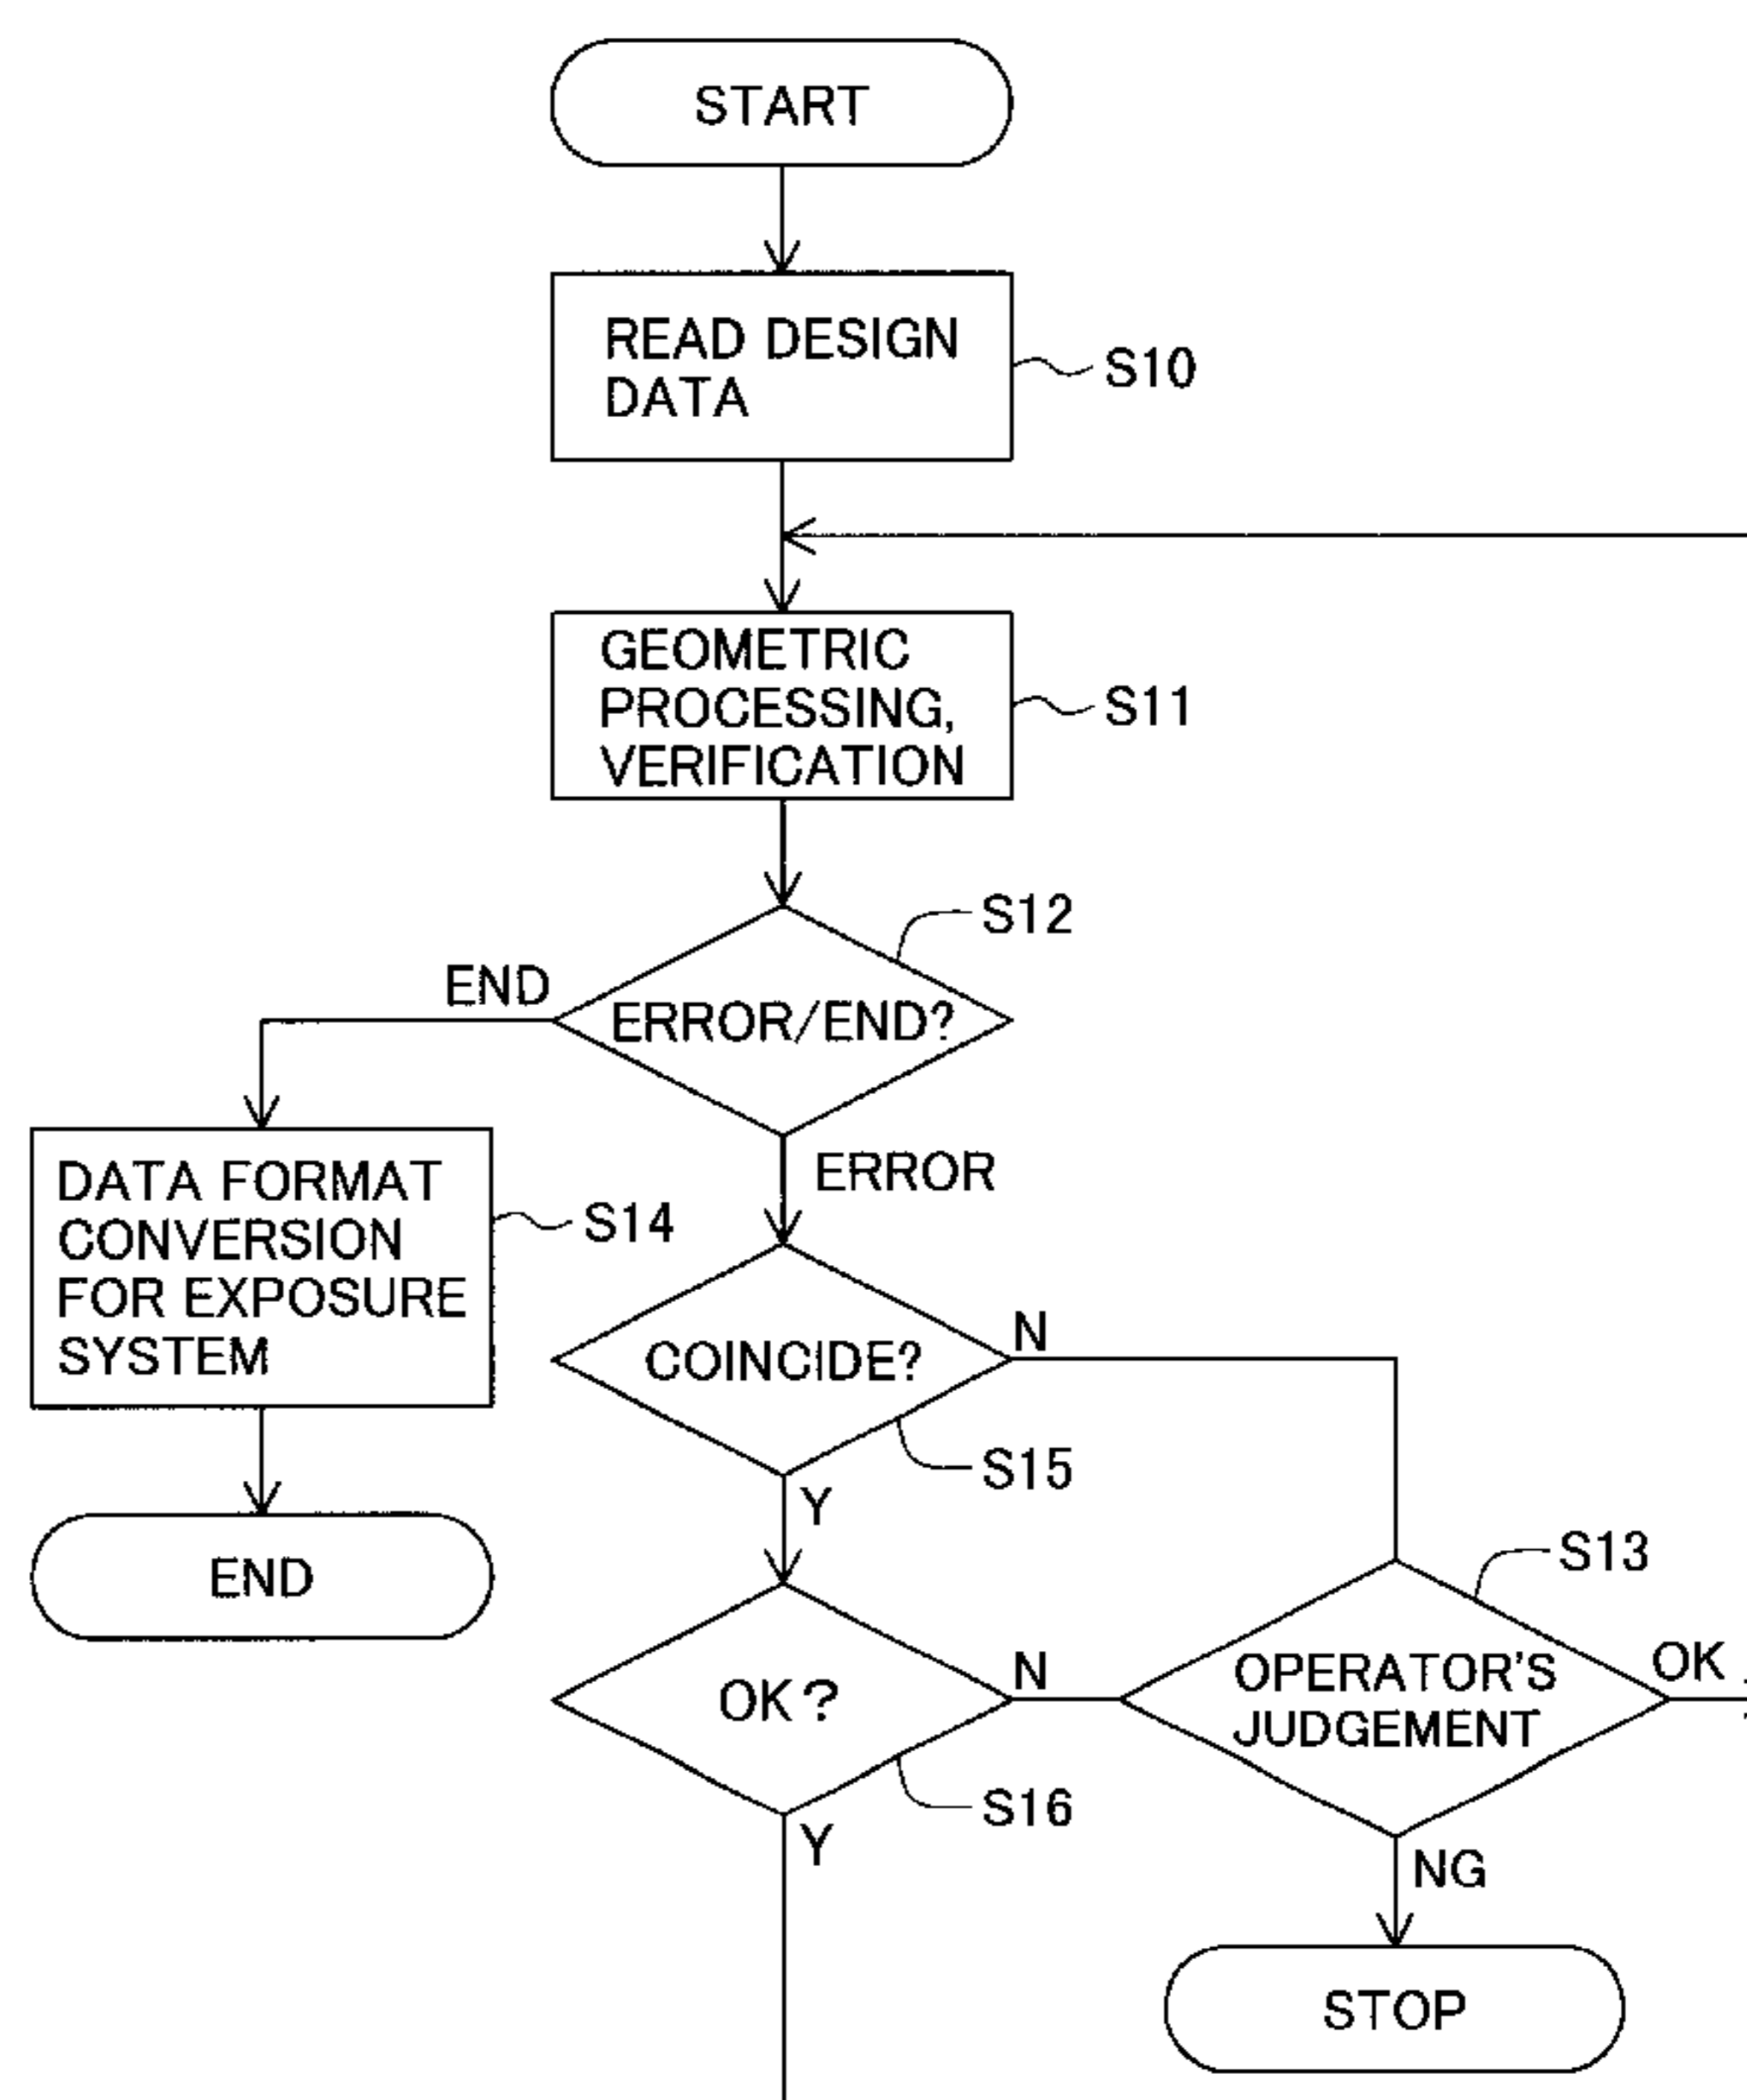 START
READ DESIGN
DATA
S10
GEOMETRIC
PROCESSING,
VERIFICATION
S11
S12
END
ERROR/END?
ERROR
DATA FORMAT
CONVERSION
FOR EXPOSURE
SYSTEM
S14
COINCIDE?
N
S15
Y
END
S13
OK?
N
OPERATOR'S
JUDGEMENT
OK
S16
Y
NG
STOP